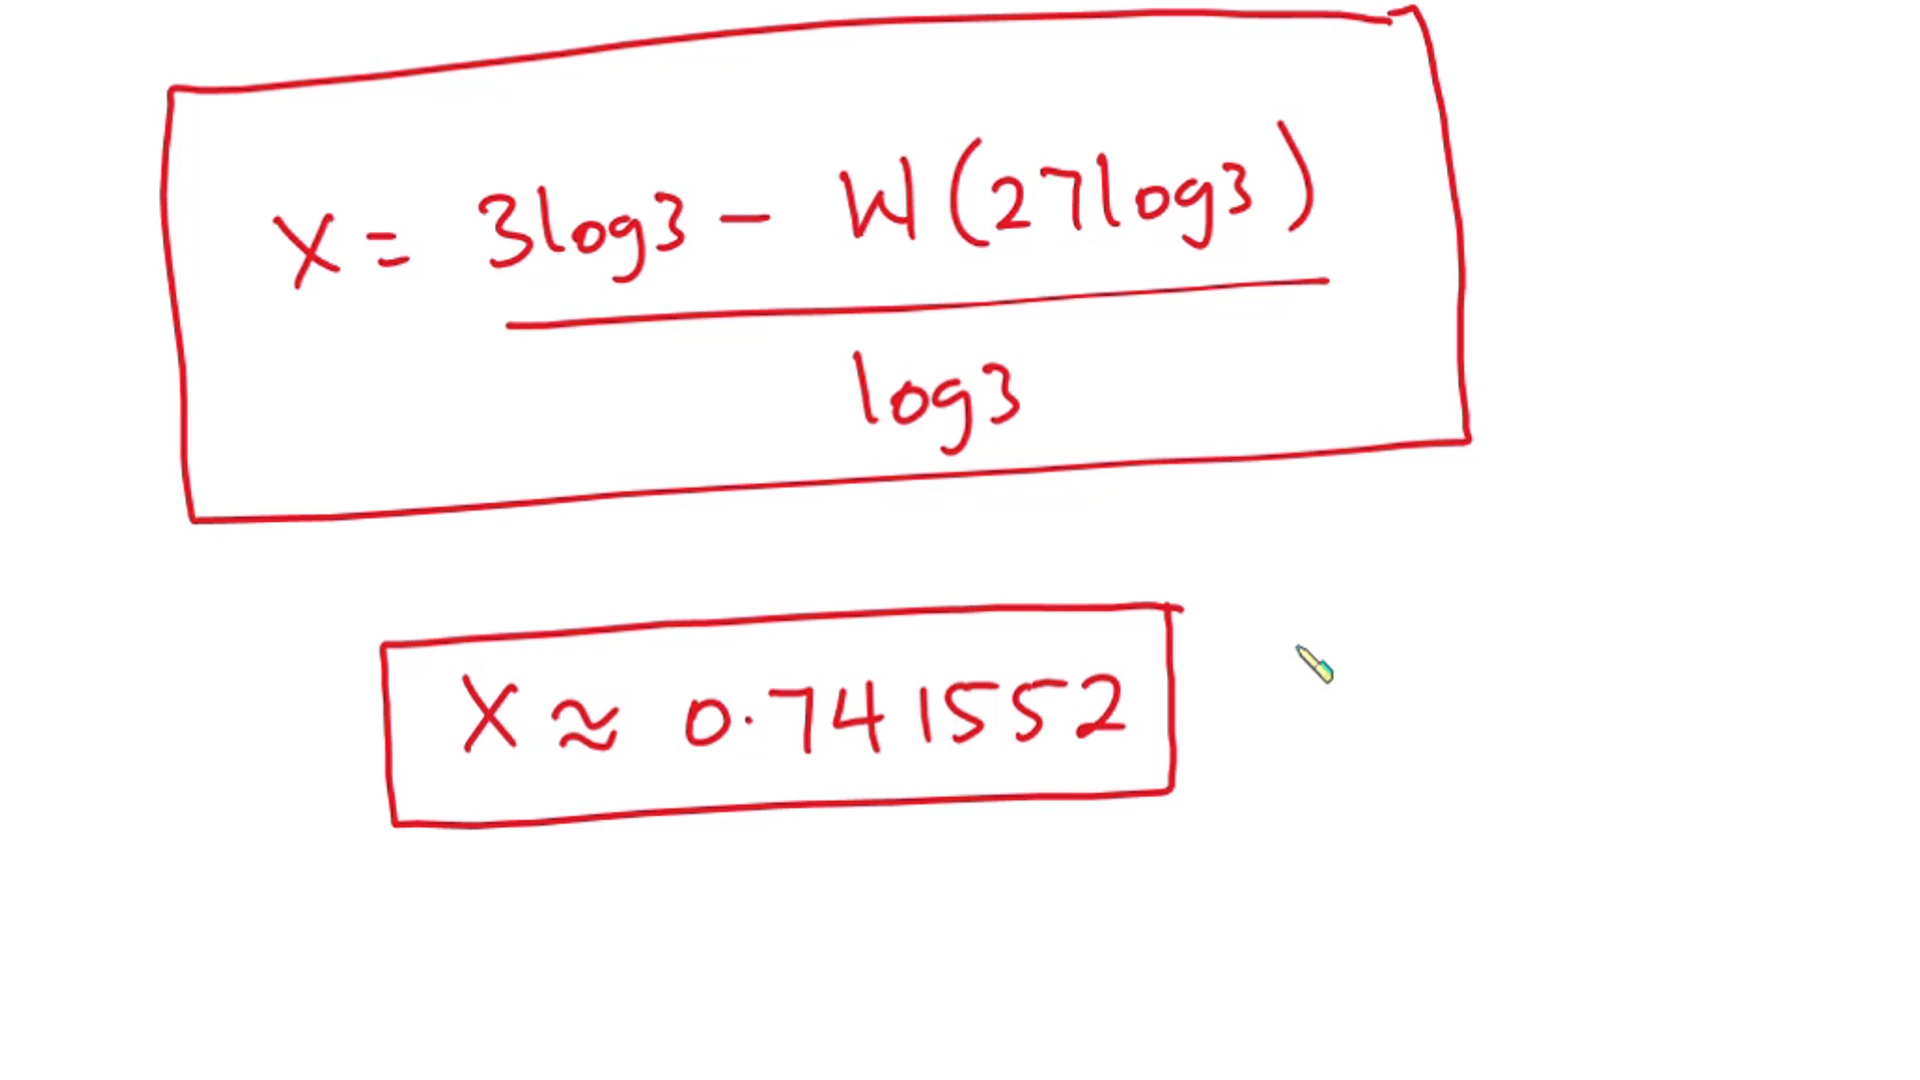 X = 3log3 - W(27log3)
log3
X ≈ 0.741552